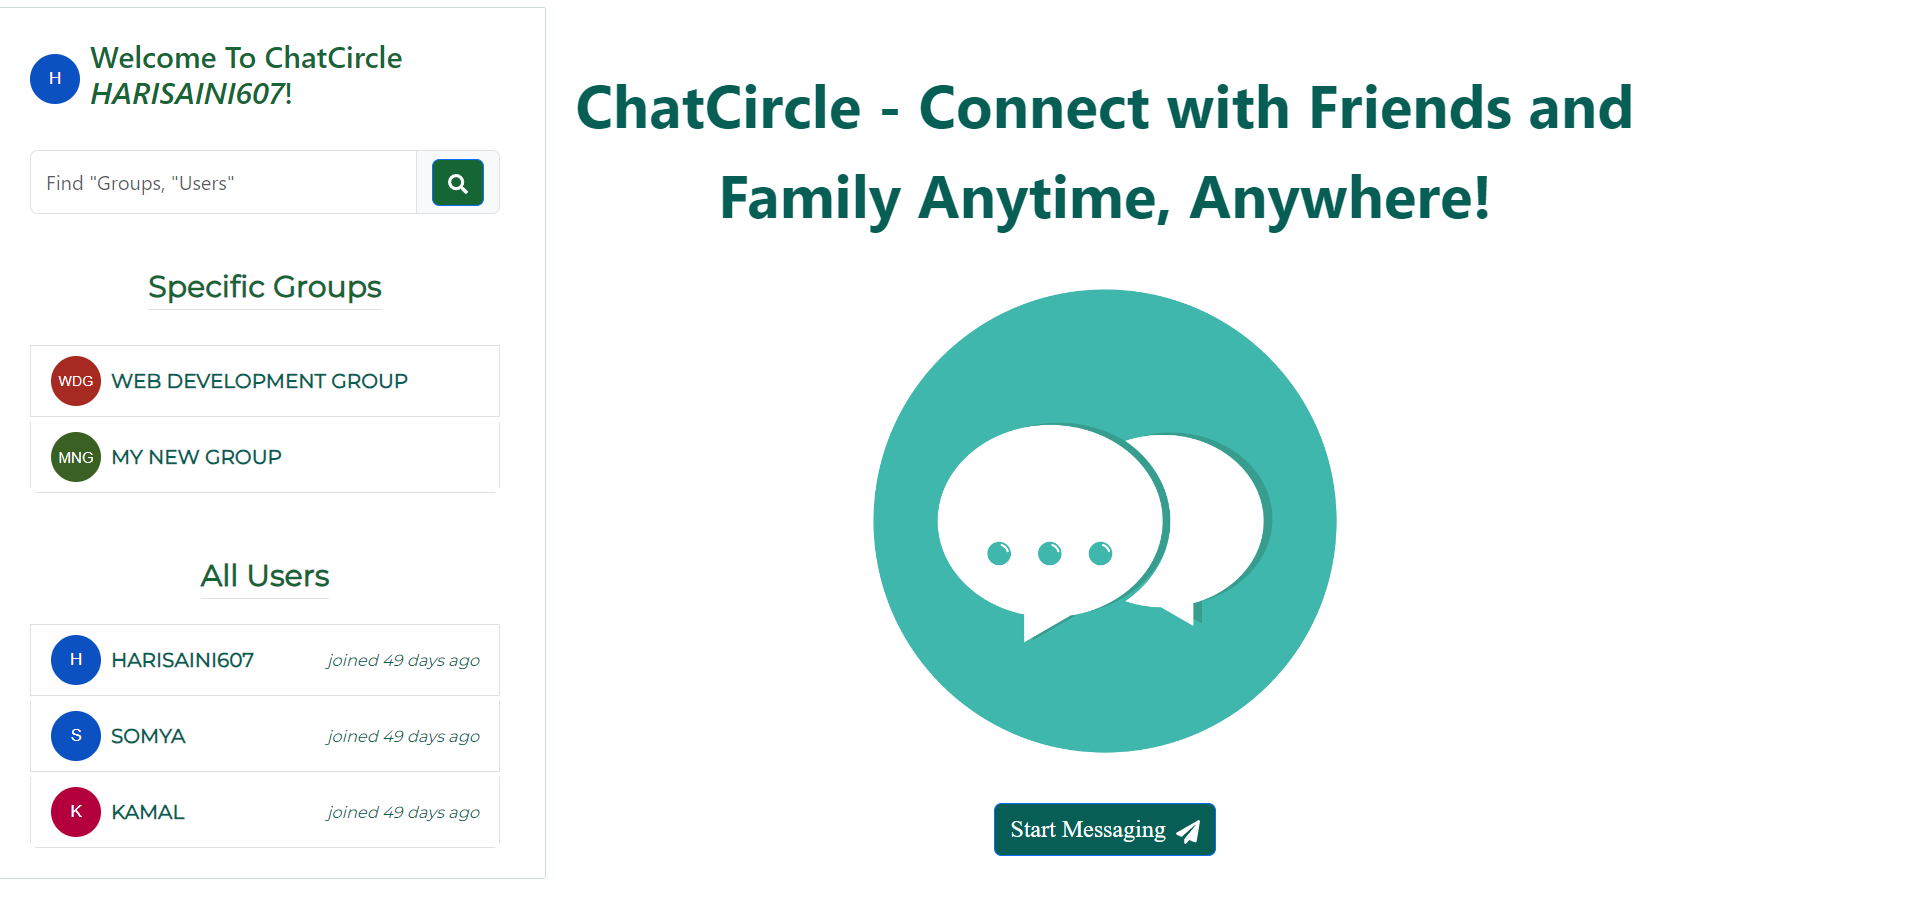 H
Welcome To ChatCircle
HARISAINI607!
Find "Groups, "Users"
Specific Groups
WDG WEB DEVELOPMENT GROUP
MNG MY NEW GROUP
All Users
H HARISAINI607 joined 49 days ago
S SOMYA joined 49 days ago
K KAMAL joined 49 days ago
ChatCircle - Connect with Friends and
Family Anytime, Anywhere!
Start Messaging